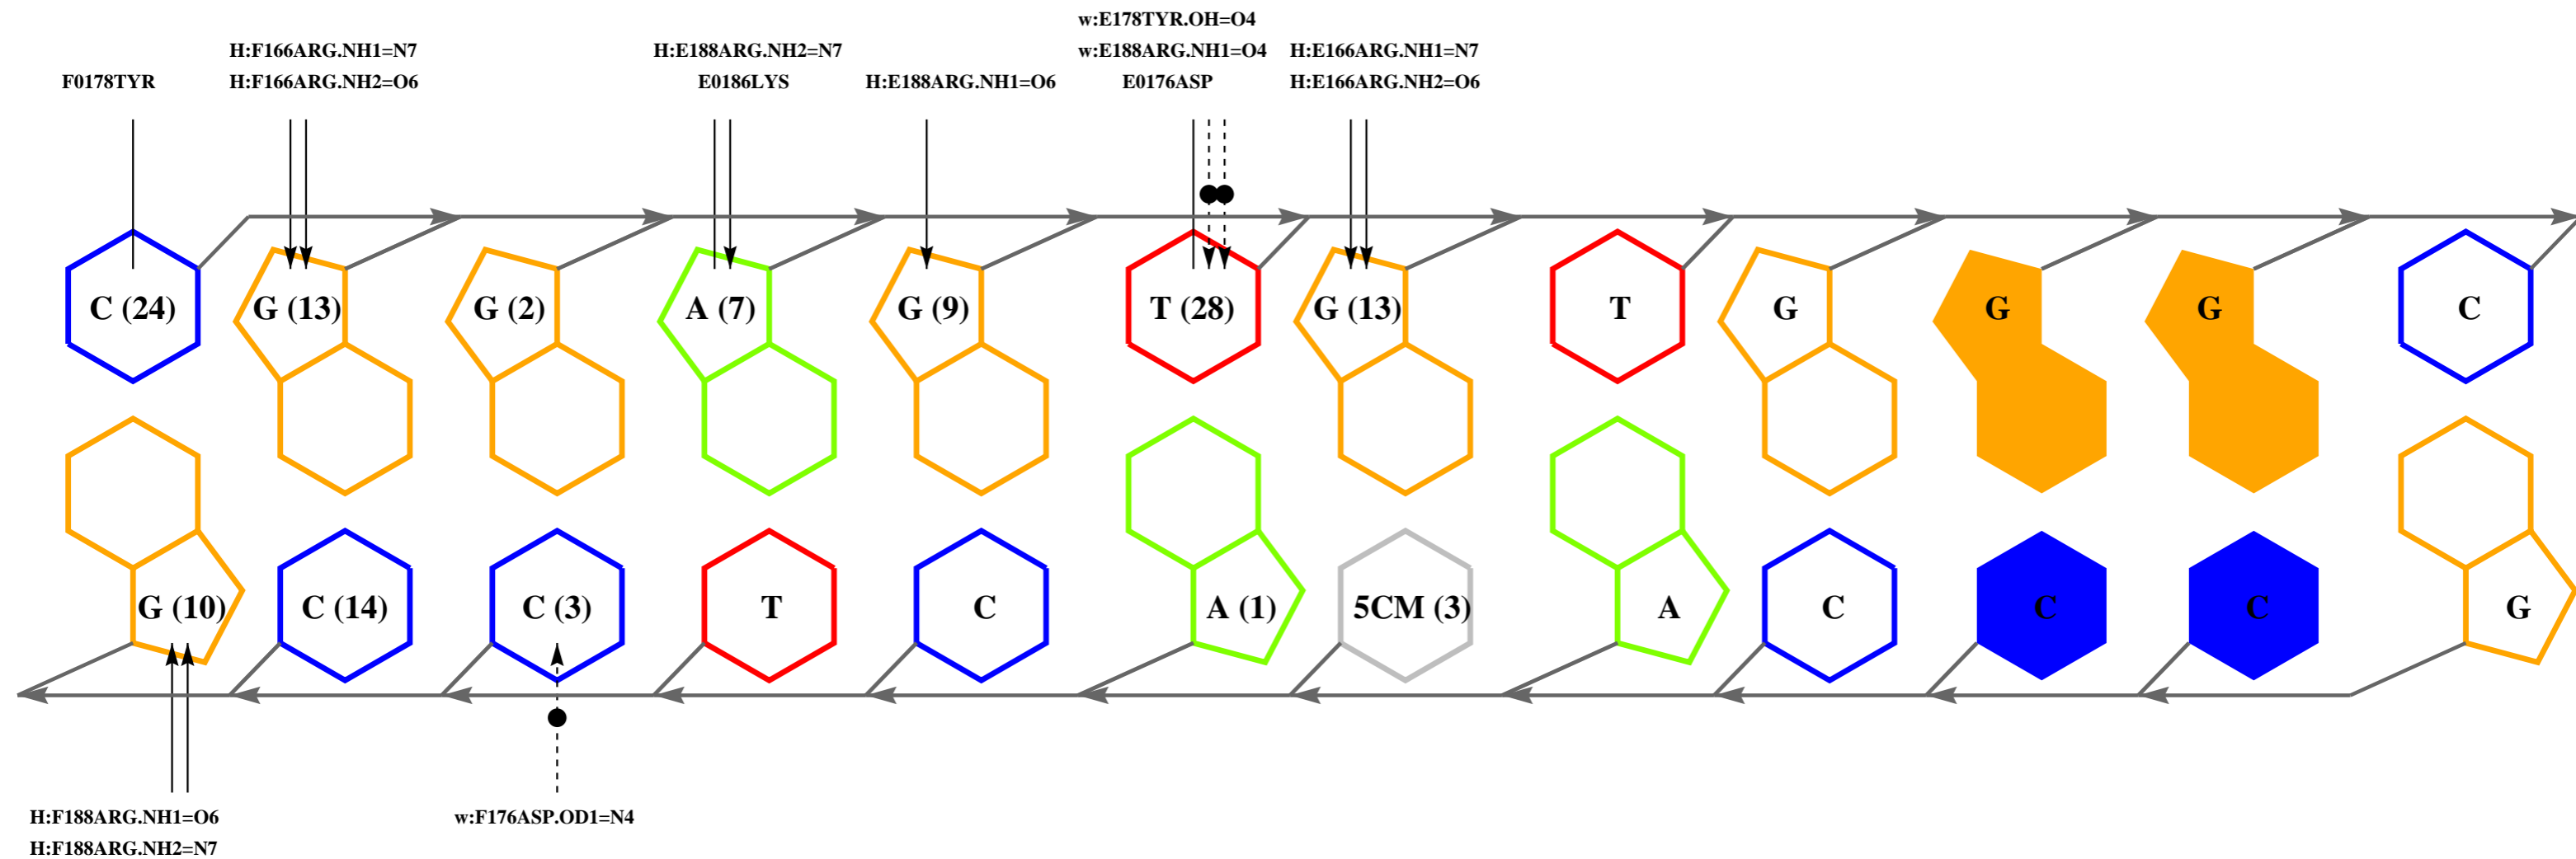 w:E178TYR.OH=O4
H:F166ARG.NH1=N7 H:E188ARG.NH2=N7 w:E188ARG.NH1=O4 H:E166ARG.NH1=N7
F0178TYR H:F166ARG.NH2=O6 E0186LYS H:E188ARG.NH1=O6 E0176ASP H:E166ARG.NH2=O6
C (24) G (13) G (2) A (7) G (9) T (28) G (13) T G G G C
G (10) C (14) C (3) T C A (1) 5CM (3) A C C C G
H:F188ARG.NH1=O6 w:F176ASP.OD1=N4
H:F188ARG.NH2=N7